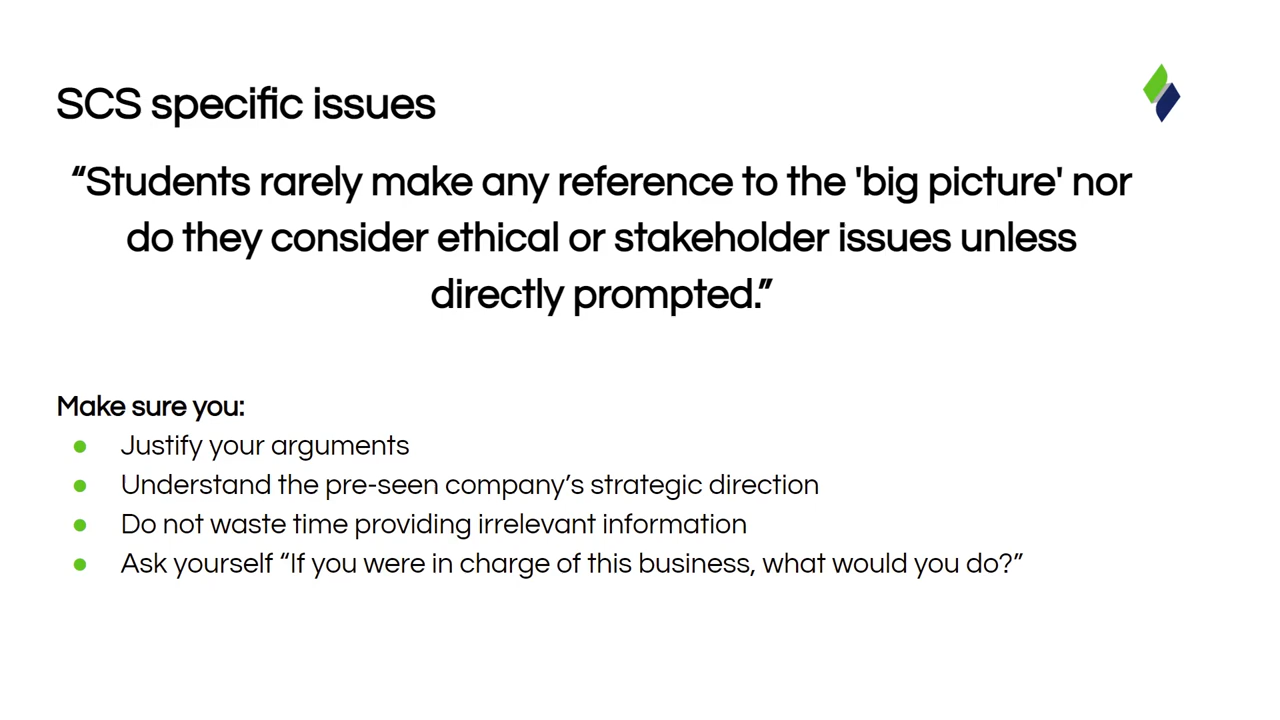 SCS specific issues
“Students rarely make any reference to the 'big picture' nor
do they consider ethical or stakeholder issues unless
directly prompted.”
Make sure you:
● Justify your arguments
● Understand the pre-seen company’s strategic direction
● Do not waste time providing irrelevant information
● Ask yourself “If you were in charge of this business, what would you do?”